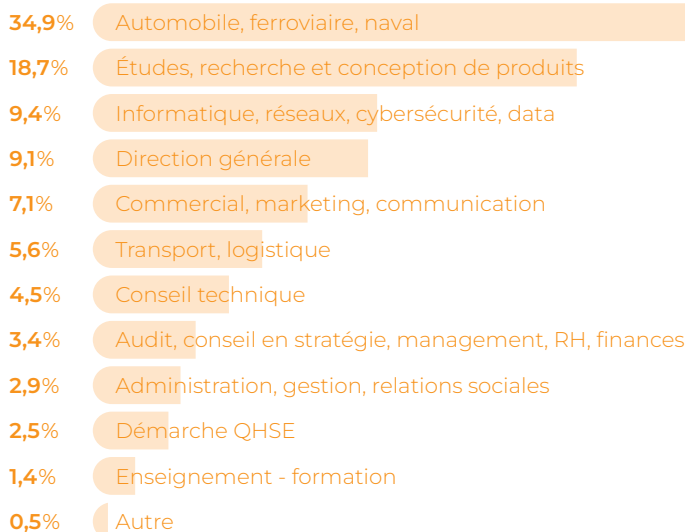 34,9% Automobile, ferroviaire, naval
18,7% Études, recherche et conception de produits
9,4% Informatique, réseaux, cybersécurité, data
9,1% Direction générale
7,1% Commercial, marketing, communication
5,6% Transport, logistique
4,5% Conseil technique
3,4% Audit, conseil en stratégie, management, RH, finances
2,9% Administration, gestion, relations sociales
2,5% Démarche QHSE
1,4% Enseignement - formation
0,5% Autre